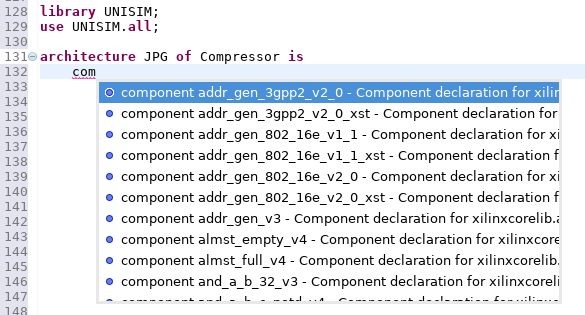 128 library UNISIM;
129 use UNISIM.all;
130
131 architecture JPG of Compressor is
132 com
133 component addr_gen_3gpp2_v2_0 - Component declaration for xilin
134 component addr_gen_3gpp2_v2_0_xst - Component declaration for
135 component addr_gen_802_16e_v1_1 - Component declaration for xi
136 component addr_gen_802_16e_v1_1_xst - Component declaration f
137 component addr_gen_802_16e_v2_0 - Component declaration for xi
138 component addr_gen_802_16e_v2_0_xst - Component declaration f
139 component addr_gen_v3 - Component declaration for xilinxcorelib.
140 component almst_empty_v4 - Component declaration for xilinxcore
141 component almst_full_v4 - Component declaration for xilinxcorelib.
142 component and_a_b_32_v3 - Component declaration for xilinxcoreli
143
144
145
146
147
148